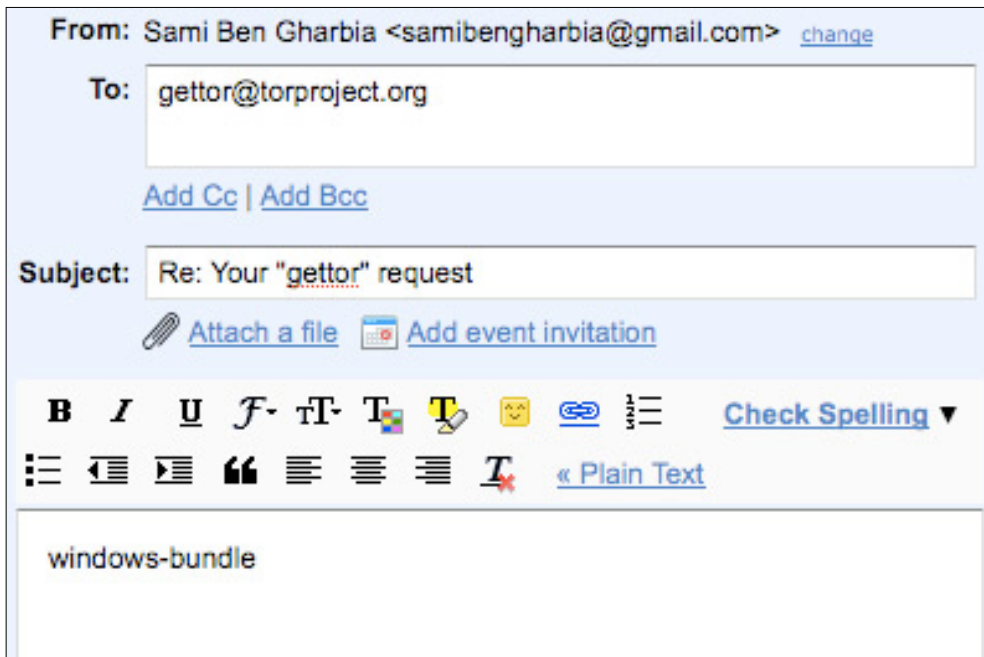 From: Sami Ben Gharbia <samibengharbia@gmail.com> change
To: gettor@torproject.org
Add Cc | Add Bcc
Subject: Re: Your "gettor" request
Attach a file Add event invitation
B I U F TT T T Check Spelling ▼
T « Plain Text
windows-bundle